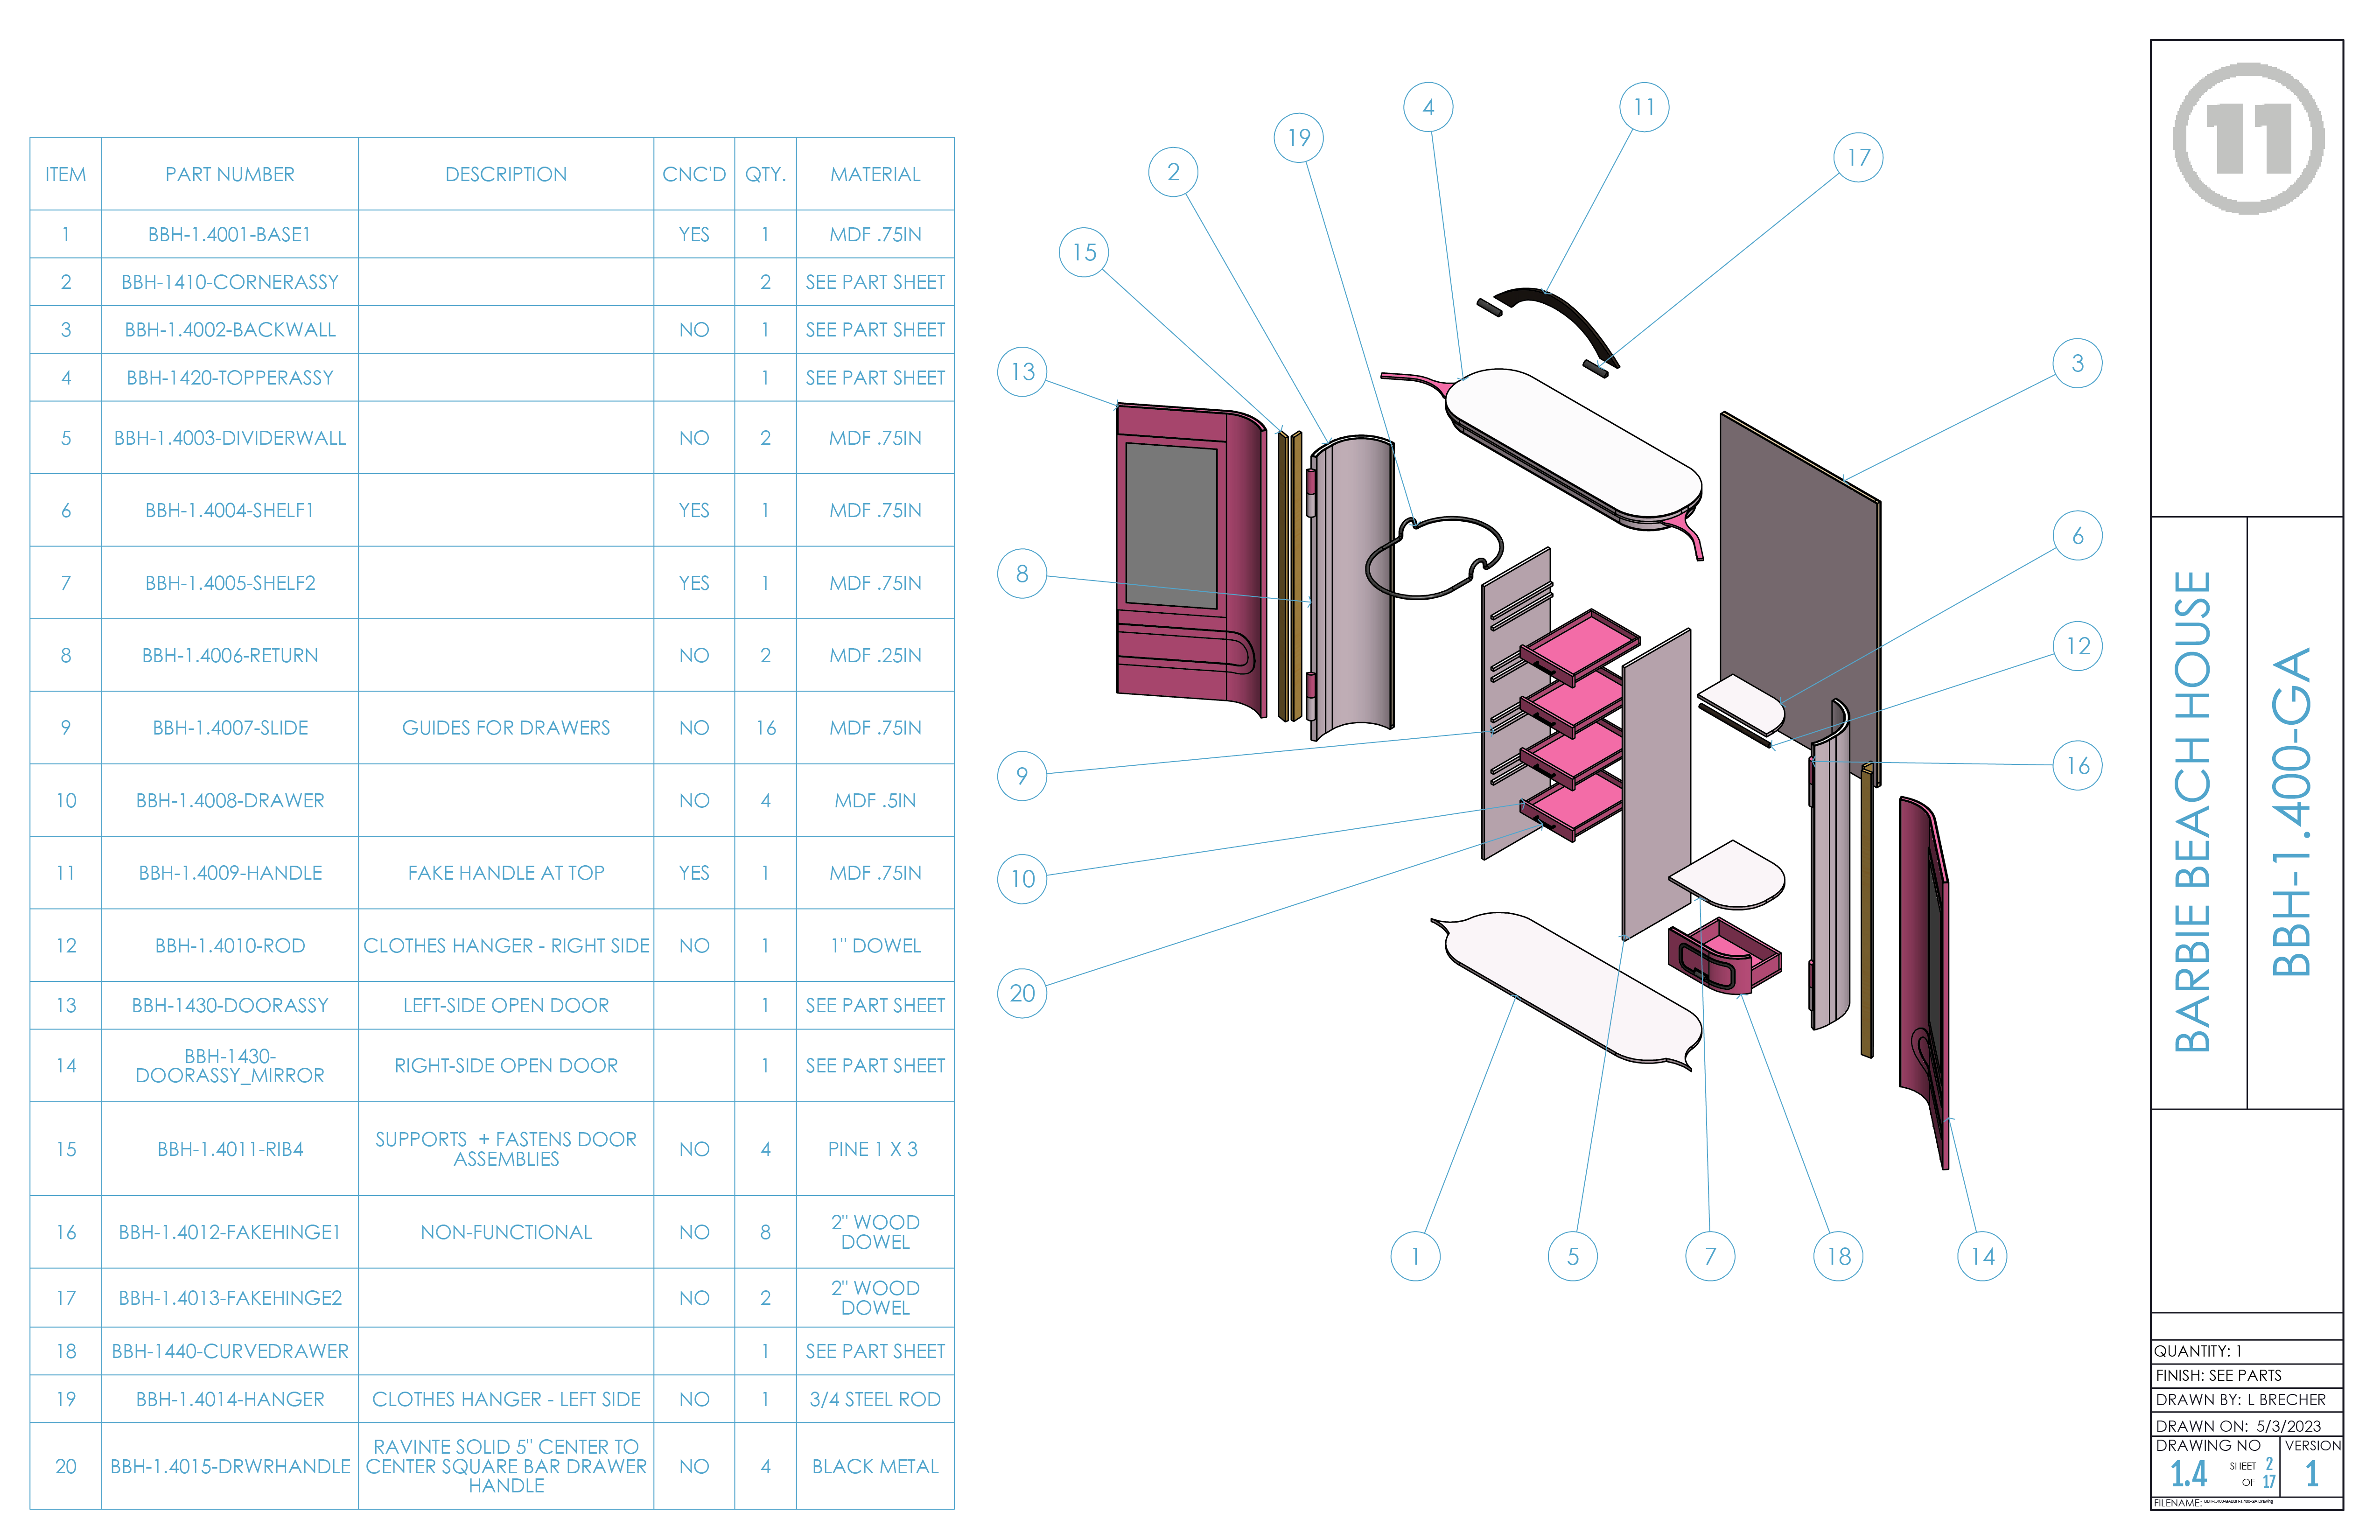 ITEM PART NUMBER DESCRIPTION CNC'D QTY. MATERIAL
1 BBH-1.4001-BASE1 YES 1 MDF .75IN
2 BBH-1410-CORNERASSY 2 SEE PART SHEET
3 BBH-1.4002-BACKWALL NO 1 SEE PART SHEET
4 BBH-1420-TOPPERASSY 1 SEE PART SHEET
5 BBH-1.4003-DIVIDERWALL NO 2 MDF .75IN
6 BBH-1.4004-SHELF1 YES 1 MDF .75IN
7 BBH-1.4005-SHELF2 YES 1 MDF .75IN
8 BBH-1.4006-RETURN NO 2 MDF .25IN
9 BBH-1.4007-SLIDE GUIDES FOR DRAWERS NO 16 MDF .75IN
10 BBH-1.4008-DRAWER NO 4 MDF .5IN
11 BBH-1.4009-HANDLE FAKE HANDLE AT TOP YES 1 MDF .75IN
12 BBH-1.4010-ROD CLOTHES HANGER - RIGHT SIDE NO 1 1" DOWEL
13 BBH-1430-DOORASSY LEFT-SIDE OPEN DOOR 1 SEE PART SHEET
14 BBH-1430-
DOORASSY_MIRROR RIGHT-SIDE OPEN DOOR 1 SEE PART SHEET
15 BBH-1.4011-RIB4 SUPPORTS + FASTENS DOOR
ASSEMBLIES NO 4 PINE 1 X 3
16 BBH-1.4012-FAKEHINGE1 NON-FUNCTIONAL NO 8 2" WOOD
DOWEL
17 BBH-1.4013-FAKEHINGE2 NO 2 2" WOOD
DOWEL
18 BBH-1440-CURVEDRAWER 1 SEE PART SHEET
19 BBH-1.4014-HANGER CLOTHES HANGER - LEFT SIDE NO 1 3/4 STEEL ROD
20 BBH-1.4015-DRWRHANDLE RAVINTE SOLID 5" CENTER TO
CENTER SQUARE BAR DRAWER
HANDLE NO 4 BLACK METAL
4
11
19
17
2
15
13
3
8
6
12
9
16
10
20
1
5
7
18
14
11
BARBIE BEACH HOUSE
BBH-1.400-GA
QUANTITY: 1
FINISH: SEE PARTS
DRAWN BY: L BRECHER
DRAWN ON: 5/3/2023
DRAWING NO VERSION
1.4 SHEET 2 OF 17 1
FILENAME: